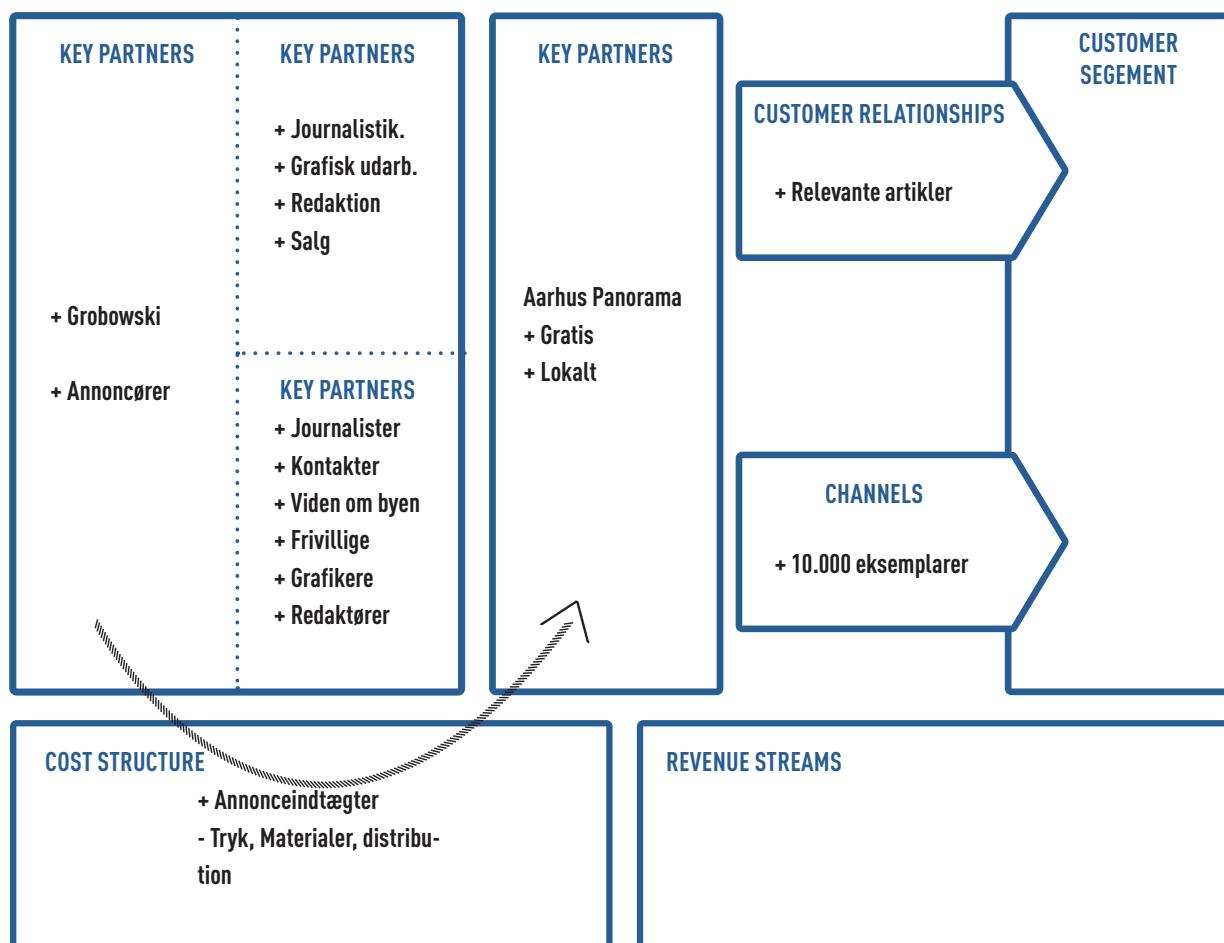 KEY PARTNERS
+ Grobowski
+ Annoncører
KEY PARTNERS
+ Journalistik.
+ Grafisk udarb.
+ Redaktion
+ Salg
KEY PARTNERS
+ Journalister
+ Kontakter
+ Viden om byen
+ Frivillige
+ Grafikere
+ Redaktører
KEY PARTNERS
Aarhus Panorama
+ Gratis
+ Lokalt
CUSTOMER RELATIONSHIPS
+ Relevante artikler
CHANNELS
+ 10.000 eksemplarer
CUSTOMER
SEGEMENT
COST STRUCTURE
+ Annonceindtægter
- Tryk, Materialer, distribu-
tion
REVENUE STREAMS